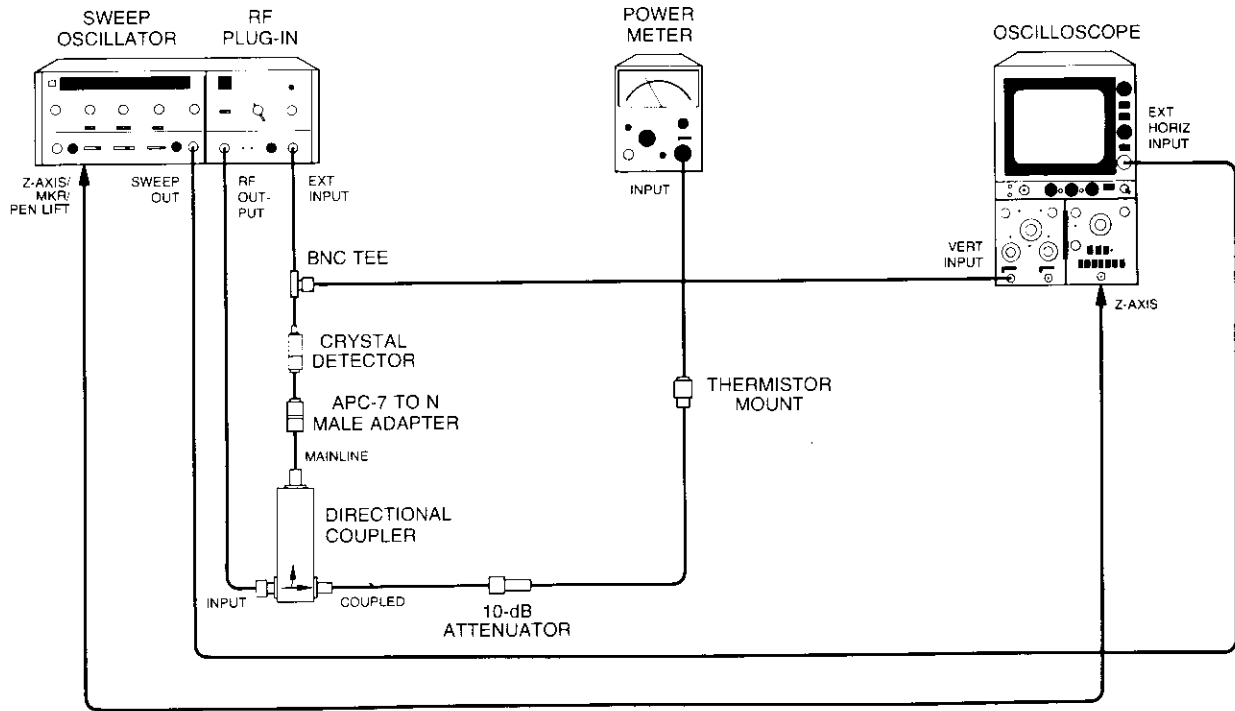 SWEEP
OSCILLATOR
RF
PLUG-IN
POWER
METER
OSCILLOSCOPE
EXT
HORIZ
INPUT
Z-AXIS/
MKR/
PEN LIFT
SWEEP
OUT
RF
OUT-
PUT
EXT
INPUT
INPUT
BNC TEE
VERT
INPUT
Z-AXIS
CRYSTAL
DETECTOR
THERMISTOR
MOUNT
APC-7 TO N
MALE ADAPTER
MAINLINE
DIRECTIONAL
COUPLER
INPUT
COUPLED
10-dB
ATTENUATOR